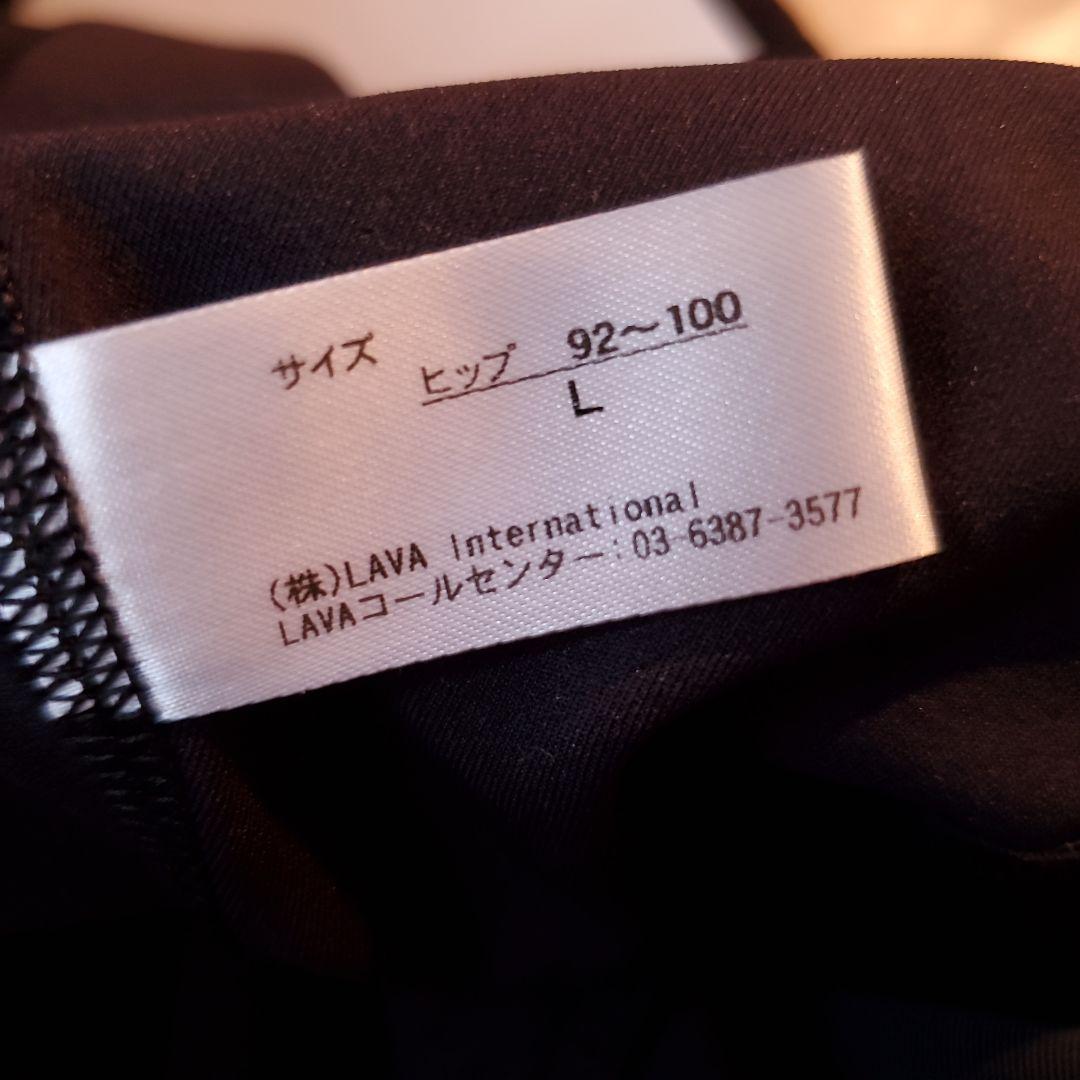 サイズ
ヒップ 92～100
L
(株)LAVA International
LAVAコールセンター:03-6387-3577